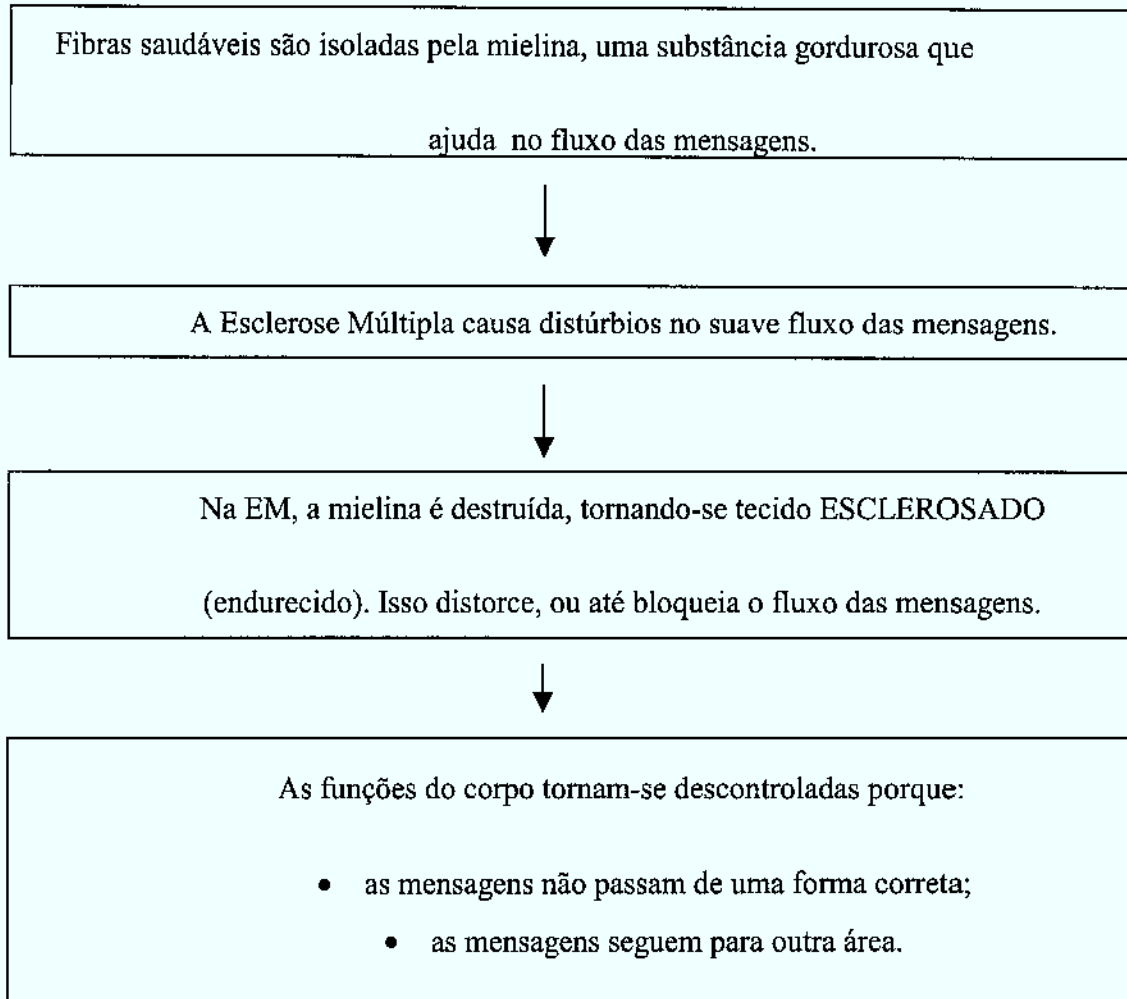 Fibras saudáveis são isoladas pela mielina, uma substância gordurosa que
ajuda no fluxo das mensagens.
A Esclerose Múltipla causa distúrbios no suave fluxo das mensagens.
Na EM, a mielina é destruída, tornando-se tecido ESCLEROSADO
(endurecido). Isso distorce, ou até bloqueia o fluxo das mensagens.
As funções do corpo tornam-se descontroladas porque:
• as mensagens não passam de uma forma correta;
• as mensagens seguem para outra área.